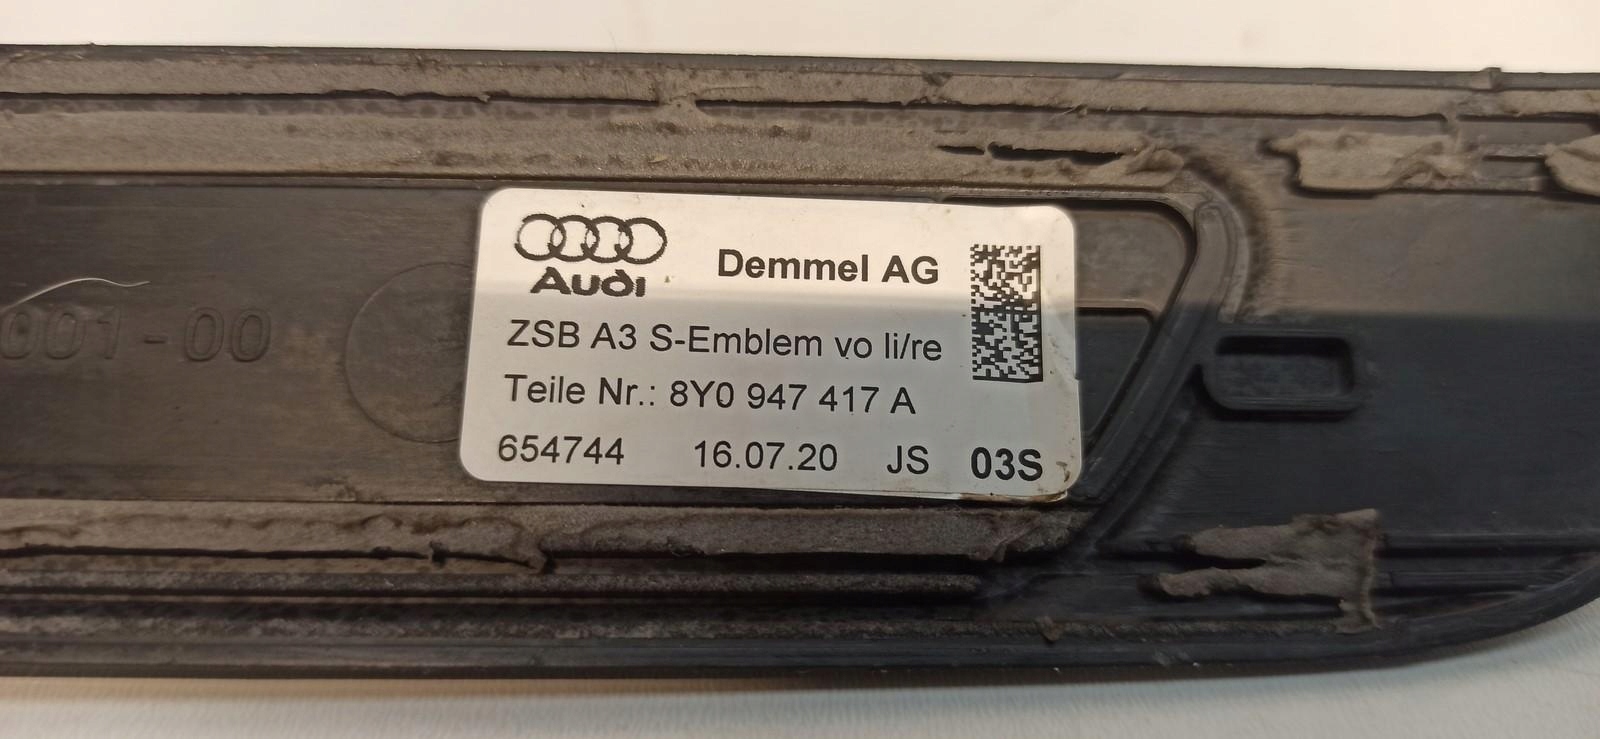 Audi
Demmel AG
ZSB A3 S-Emblem vo li/re
Teile Nr.: 8Y0 947 417 A
654744 16.07.20 JS 03S
001-00